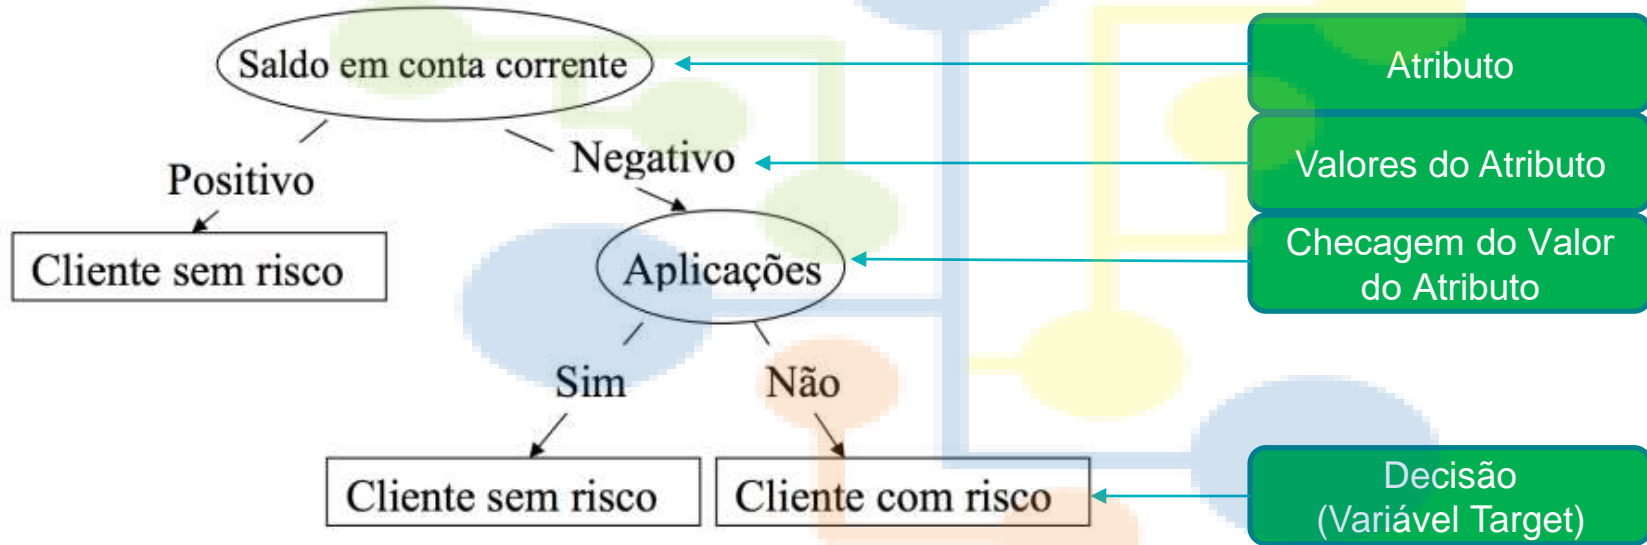 Saldo em conta corrente
Atributo
Negativo
Valores do Atributo
Positivo
Cliente sem risco
Aplicações
Checagem do Valor
do Atributo
Sim
Não
Cliente sem risco
Cliente com risco
Decisão
(Variável Target)